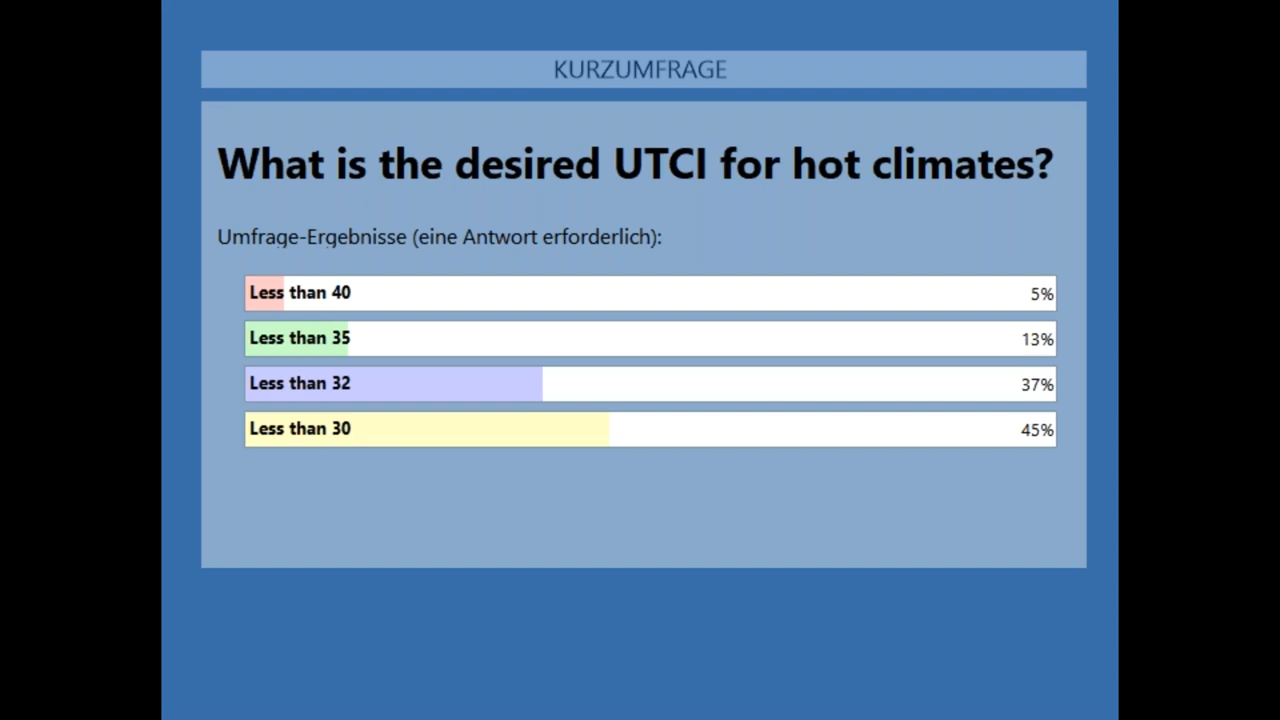 KURZUMFRAGE
What is the desired UTCI for hot climates?
Umfrage-Ergebnisse (eine Antwort erforderlich):
Less than 40 5%
Less than 35 13%
Less than 32 37%
Less than 30 45%